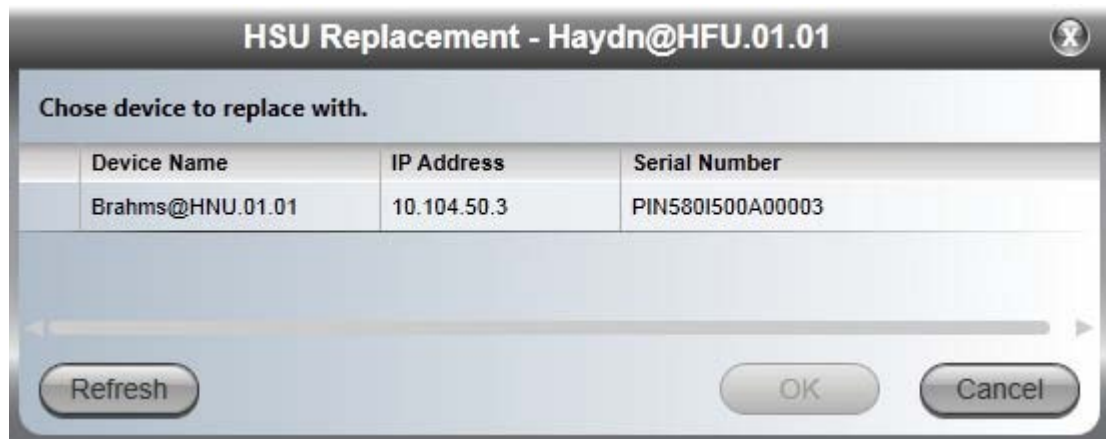 HSU Replacement - Haydn@HFU.01.01
X
Chose device to replace with.
Device Name IP Address Serial Number
Brahms@HNU.01.01 10.104.50.3 PIN580I500A00003
Refresh OK Cancel